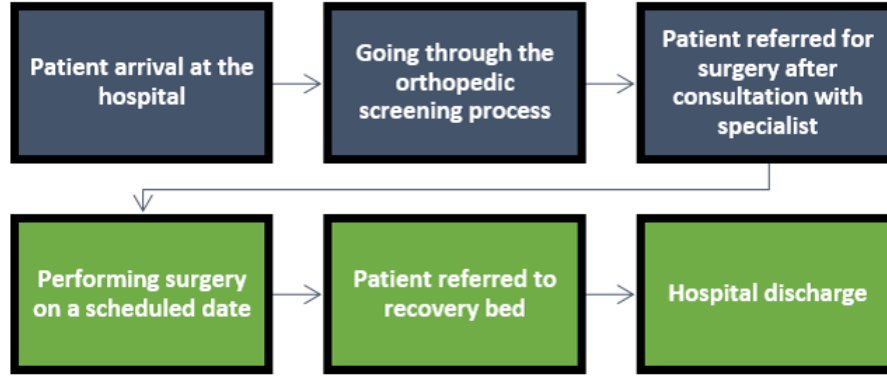 Patient arrival at the
hospital
Going through the
orthopedic
screening process
Patient referred for
surgery after
consultation with
specialist
Performing surgery
on a scheduled date
Patient referred to
recovery bed
Hospital discharge